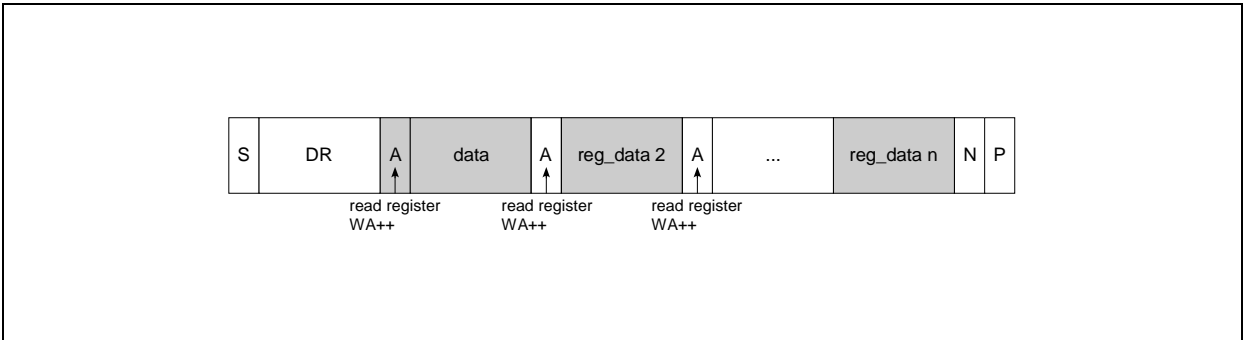 S DR A data A reg_data 2 A ... reg_data n N P
read register read register read register
WA++ WA++ WA++